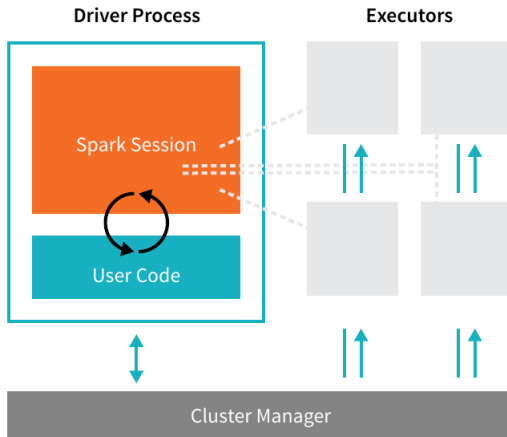 Driver Process
Executors
Spark Session
User Code
Cluster Manager